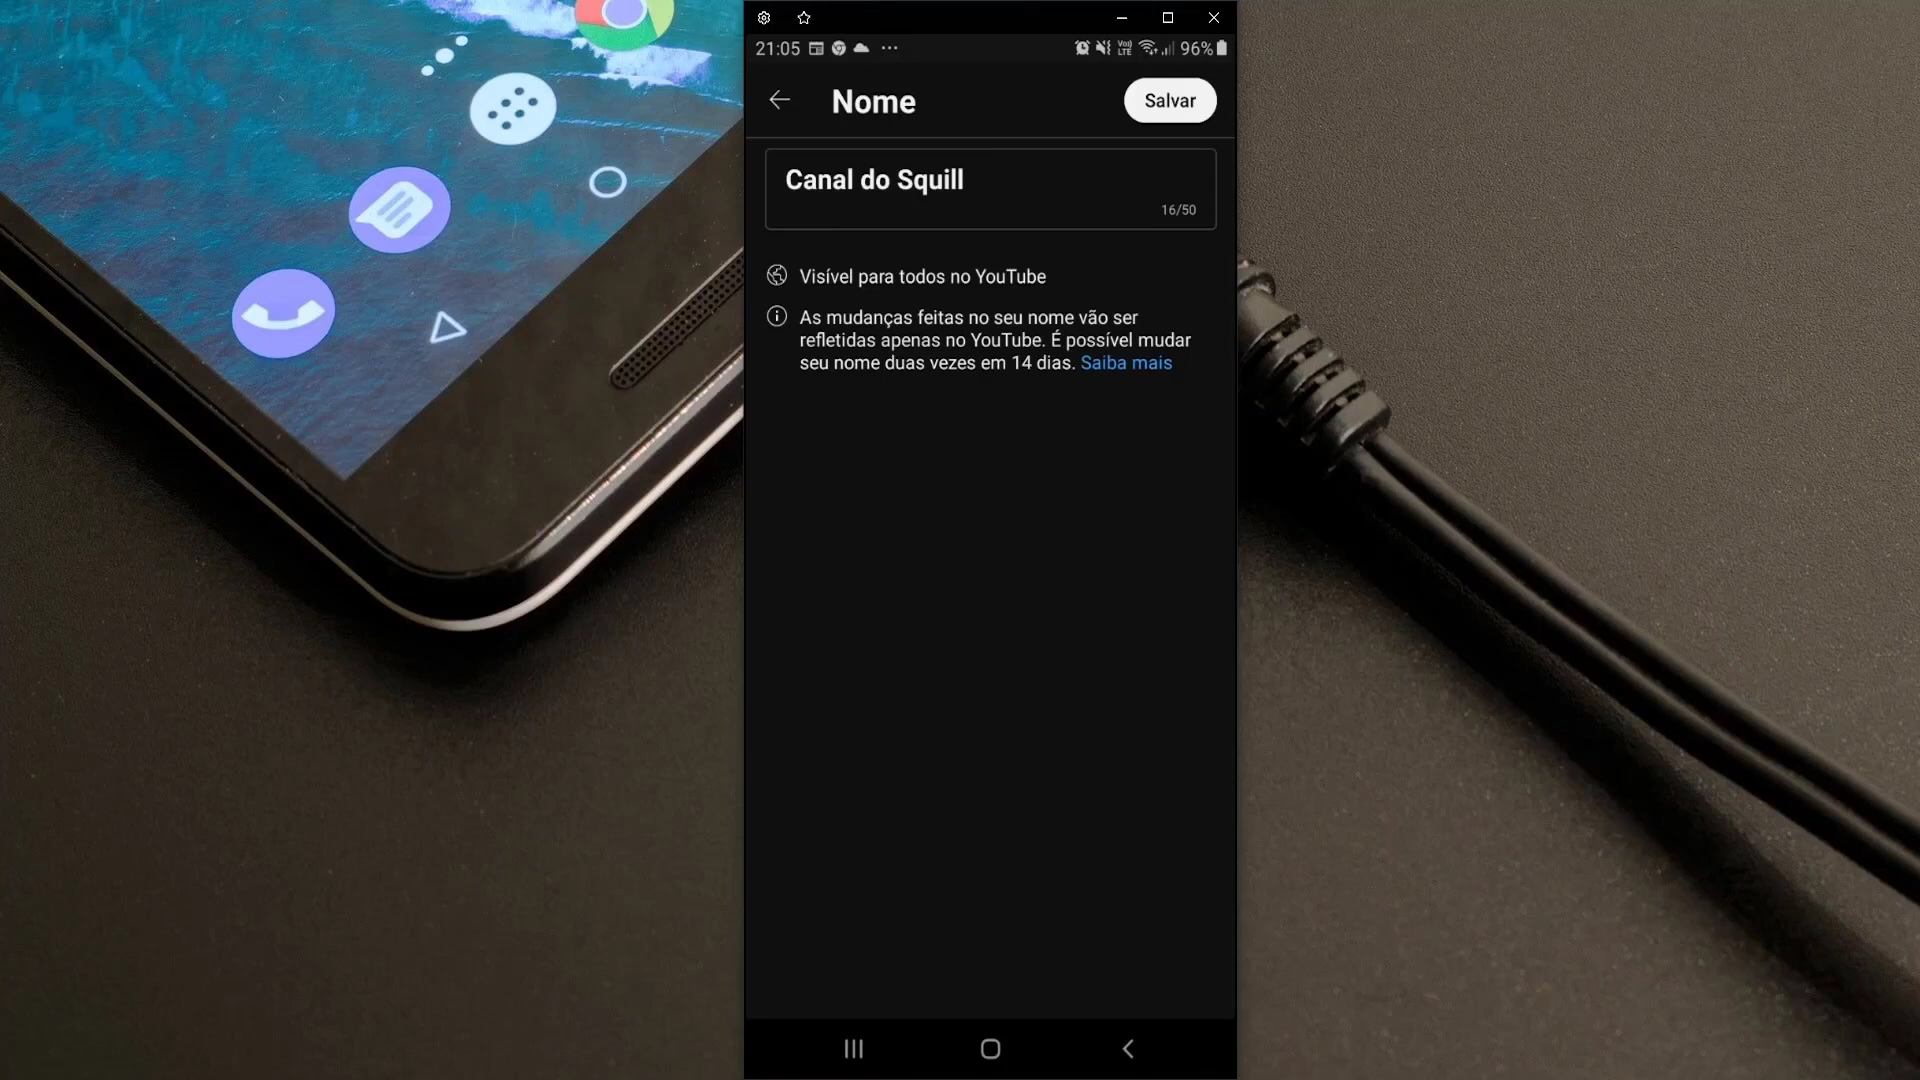 21:05
Vo)) LTE
96%
Nome
Salvar
Canal do Squill
16/50
Visível para todos no YouTube
As mudanças feitas no seu nome vão ser
refletidas apenas no YouTube. É possível mudar
seu nome duas vezes em 14 dias. Saiba mais